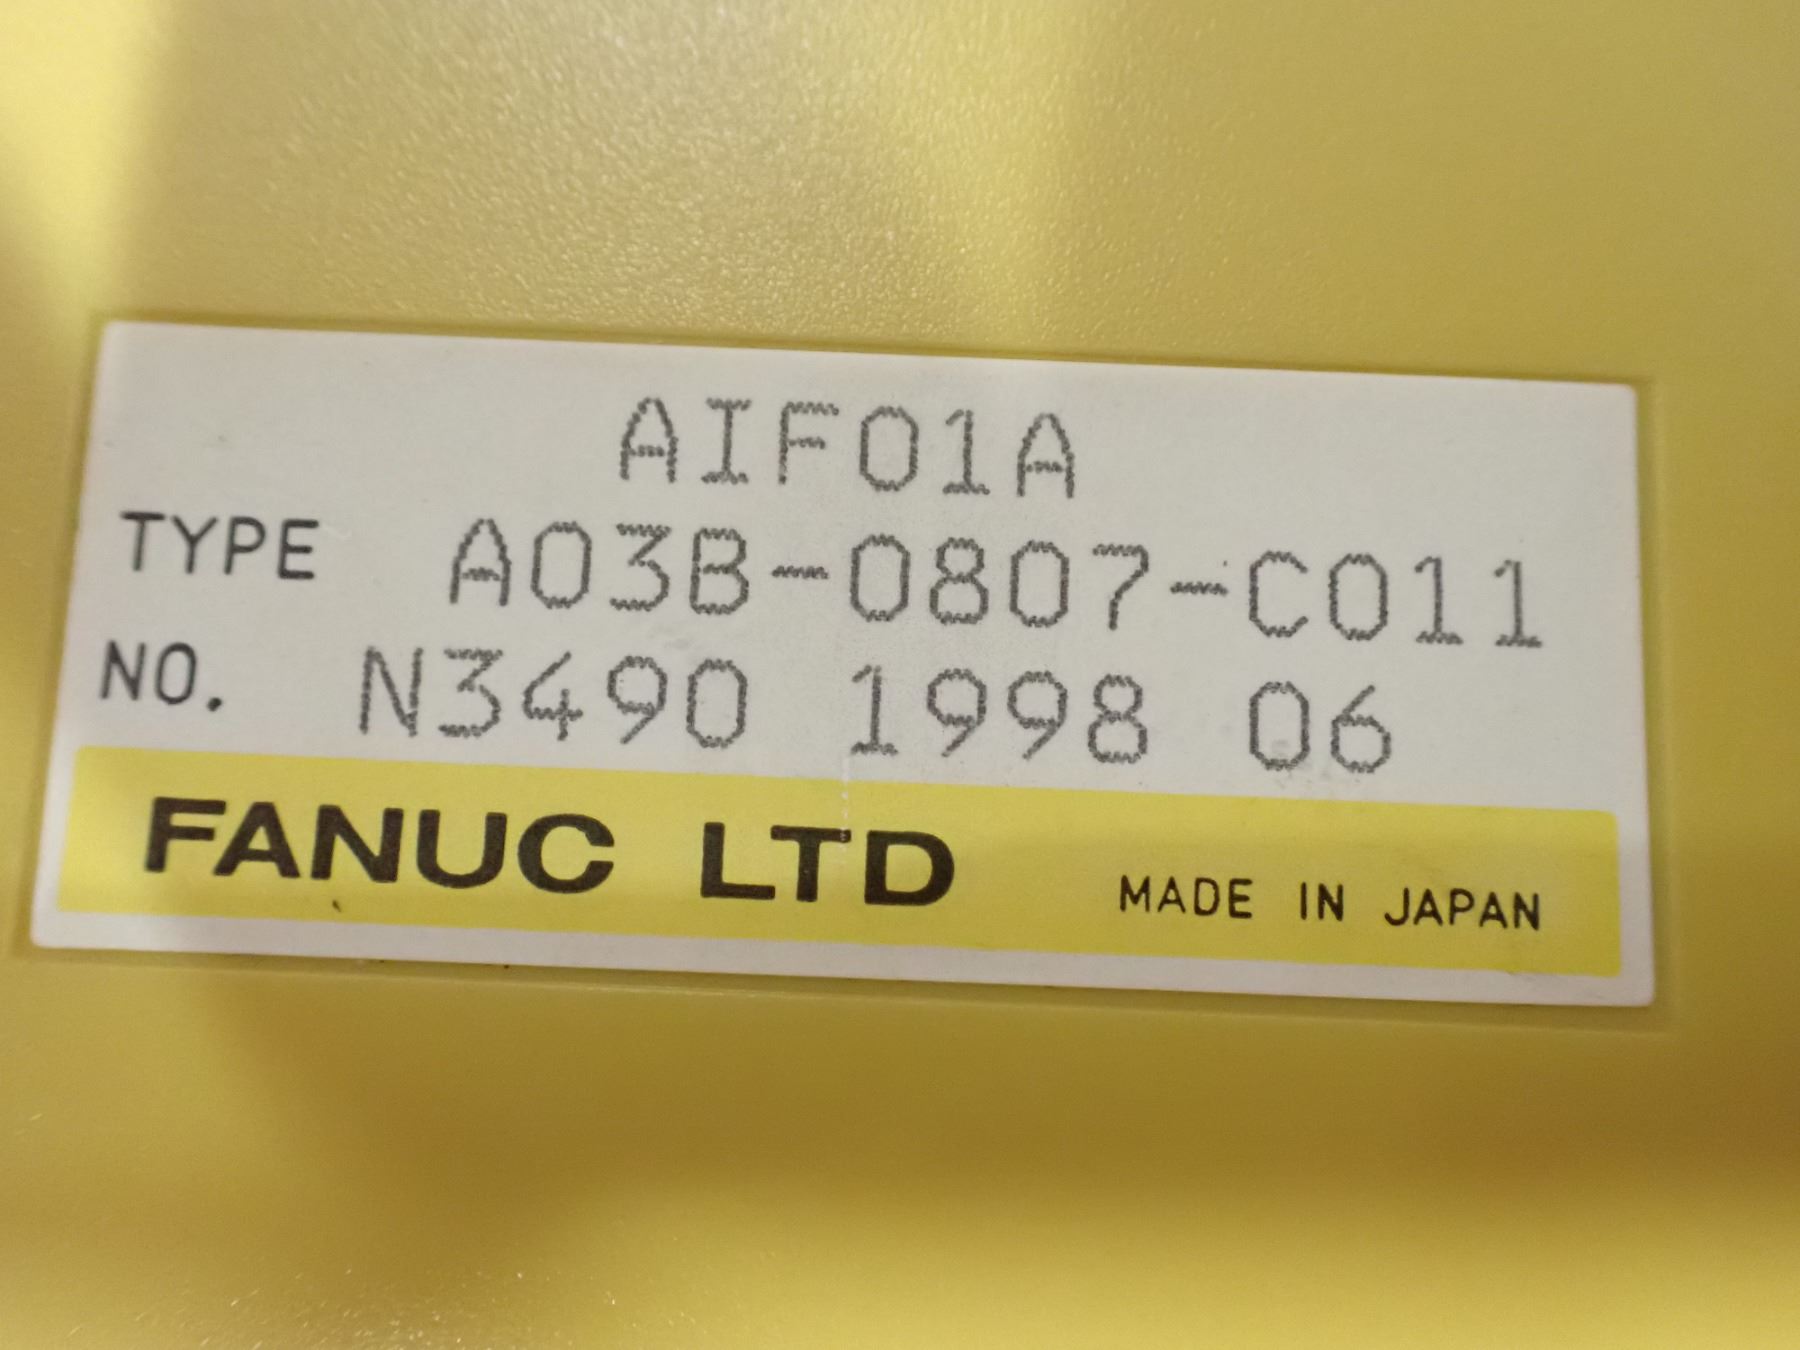 AIF01A
TYPE A03B-0807-C011
NO. N3490 1998 06
FANUC LTD MADE IN JAPAN